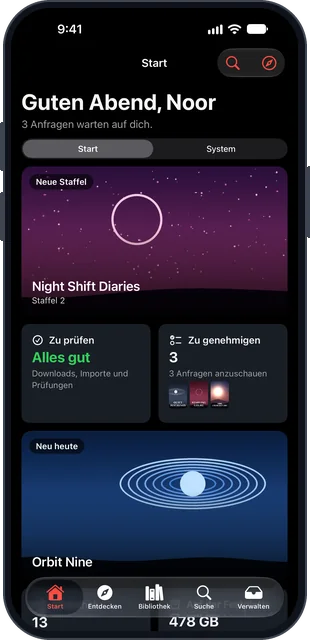 9:41
Start
Guten Abend, Noor
3 Anfragen warten auf dich.
Start
System
Neue Staffel
Night Shift Diaries
Staffel 2
Zu prüfen
Alles gut
Downloads, Importe und
Prüfungen
Zu genehmigen
3
3 Anfragen anzuschauen
Neu heute
Orbit Nine
Start
Entdecken
Bibliothek
Suche
Verwalten
13
478 GB